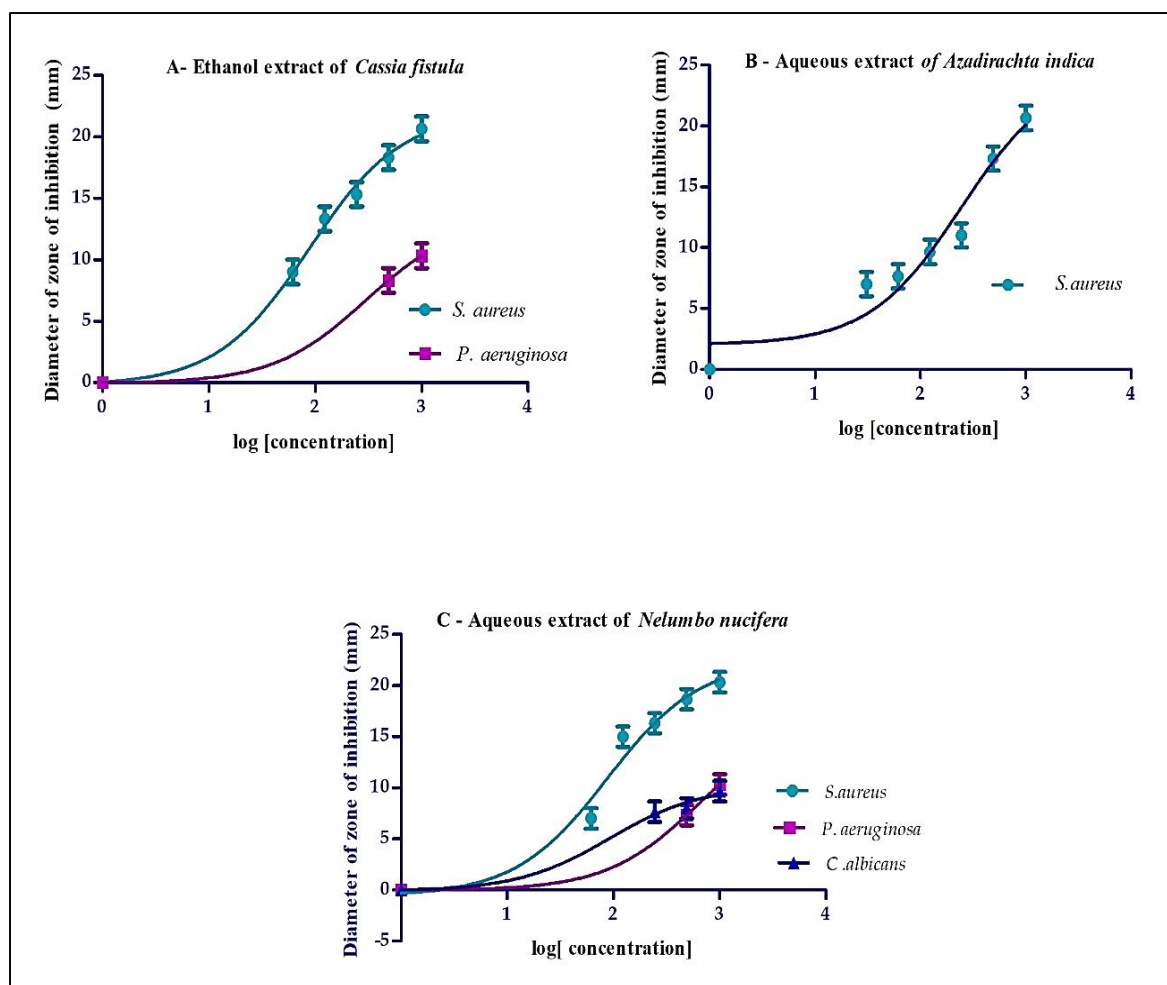 A- Ethanol extract of Cassia fistula
Diameter of zone of inhibition (mm)
25
20
15
10
5
0
0 1 2 3 4
log [concentration]
S. aureus
P. aeruginosa
B - Aqueous extract of Azadirachta indica
Diameter of zone of inhibition (mm)
25
20
15
10
5
0
0 1 2 3 4
log [concentration]
S.aureus
C - Aqueous extract of Nelumbo nucifera
Diameter of zone of inhibition (mm)
25
20
15
10
5
0
-5
1 2 3 4
log[ concentration]
S.aureus
P. aeruginosa
C .albicans